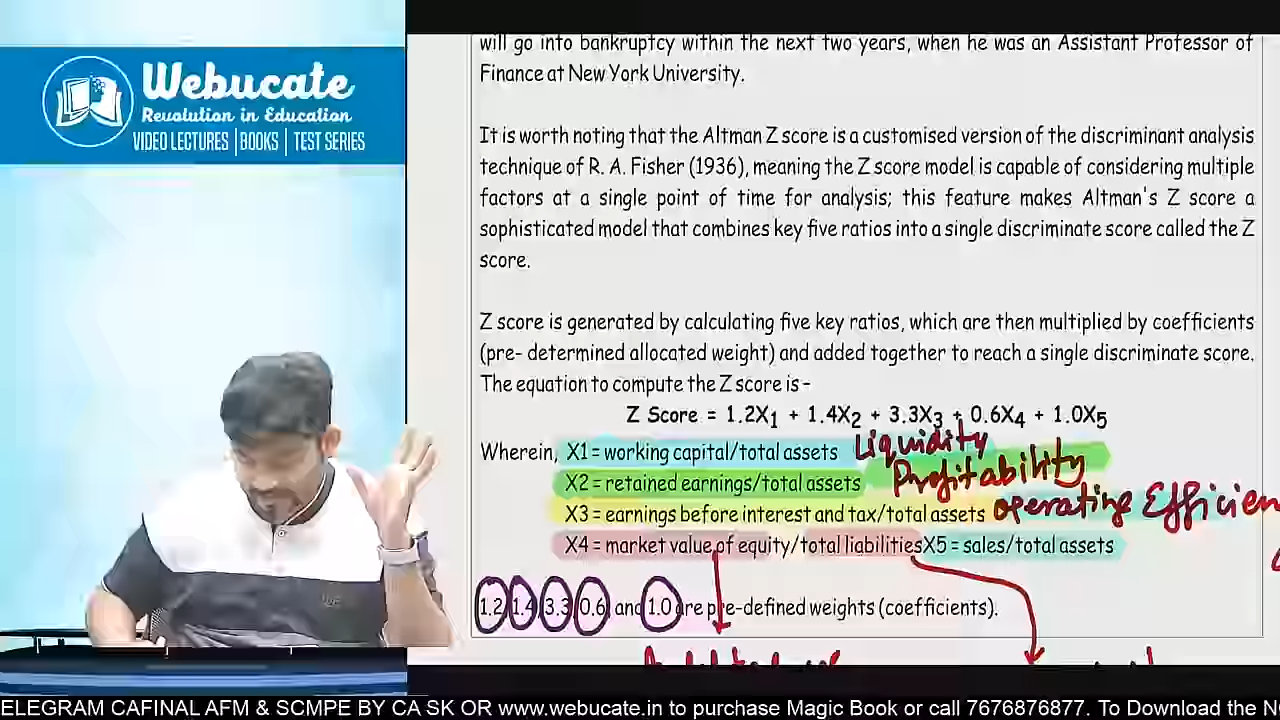 Webucate
Revolution in Education
VIDEO LECTURES | BOOKS | TEST SERIES
will go into bankruptcy within the next two years, when he was an Assistant Professor of
Finance at New York University.
It is worth noting that the Altman Z score is a customised version of the discriminant analysis
technique of R. A. Fisher (1936), meaning the Z score model is capable of considering multiple
factors at a single point of time for analysis; this feature makes Altman's Z score a
sophisticated model that combines key five ratios into a single discriminate score called the Z
score.
Z score is generated by calculating five key ratios, which are then multiplied by coefficients
(pre- determined allocated weight) and added together to reach a single discriminate score.
The equation to compute the Z score is -
Z Score = 1.2X1 + 1.4X2 + 3.3X3 + 0.6X4 + 1.0X5
Wherein, X1 = working capital/total assets Liquidity
X2 = retained earnings/total assets Profitability
X3 = earnings before interest and tax/total assets operating Efficien
X4 = market value of equity/total liabilitiesX5 = sales/total assets
1.2 1.4 3.3 0.6 and 1.0 are pre-defined weights (coefficients).
ELEGRAM CAFINAL AFM & SCMPE BY CA SK OR www.webucate.in to purchase Magic Book or call 7676876877. To Download the N